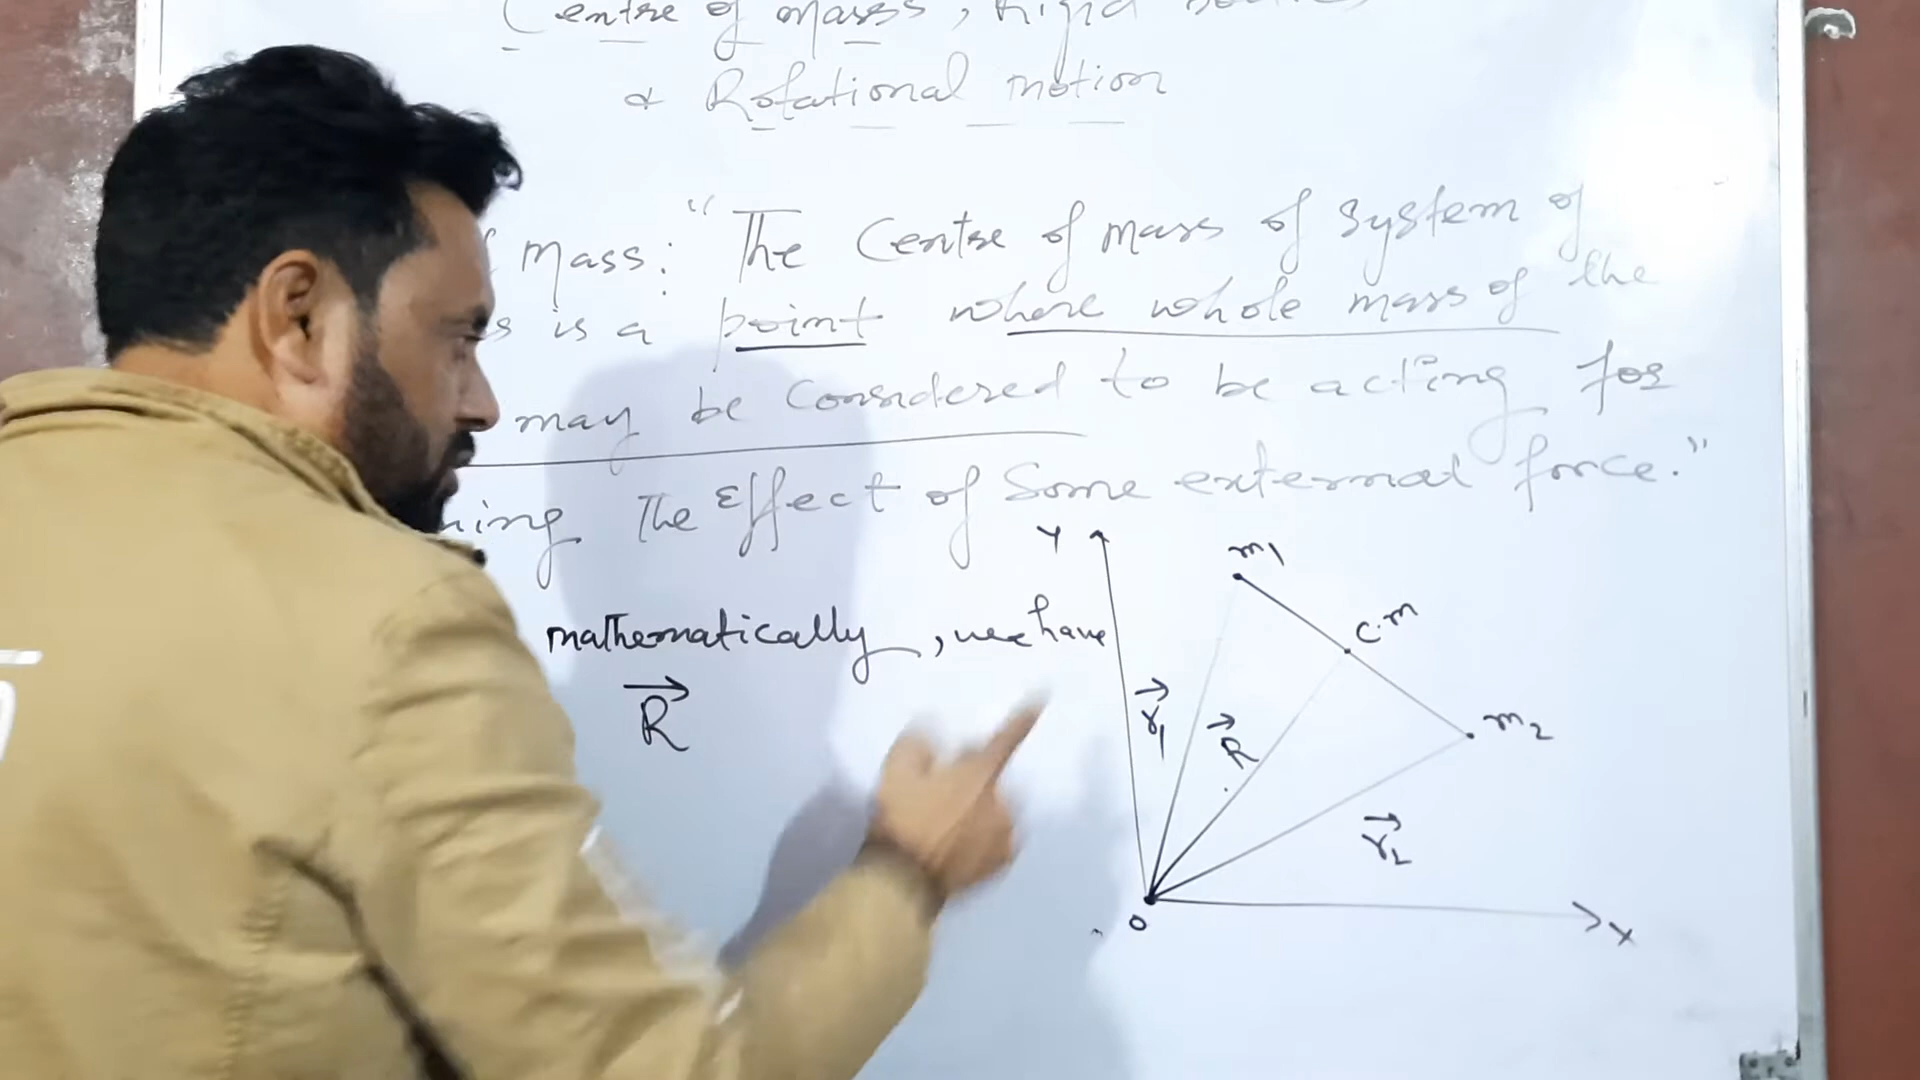 Centre of mass, Rigid
& Rotational motion
Mass: "The Centre of mass of system of
is a point where whole mass of the
may be Considered to be acting for
The Effect of Some external force."
mathematically, we have
R
Y
m1
C.m
m2
r1
R
r2
O
X